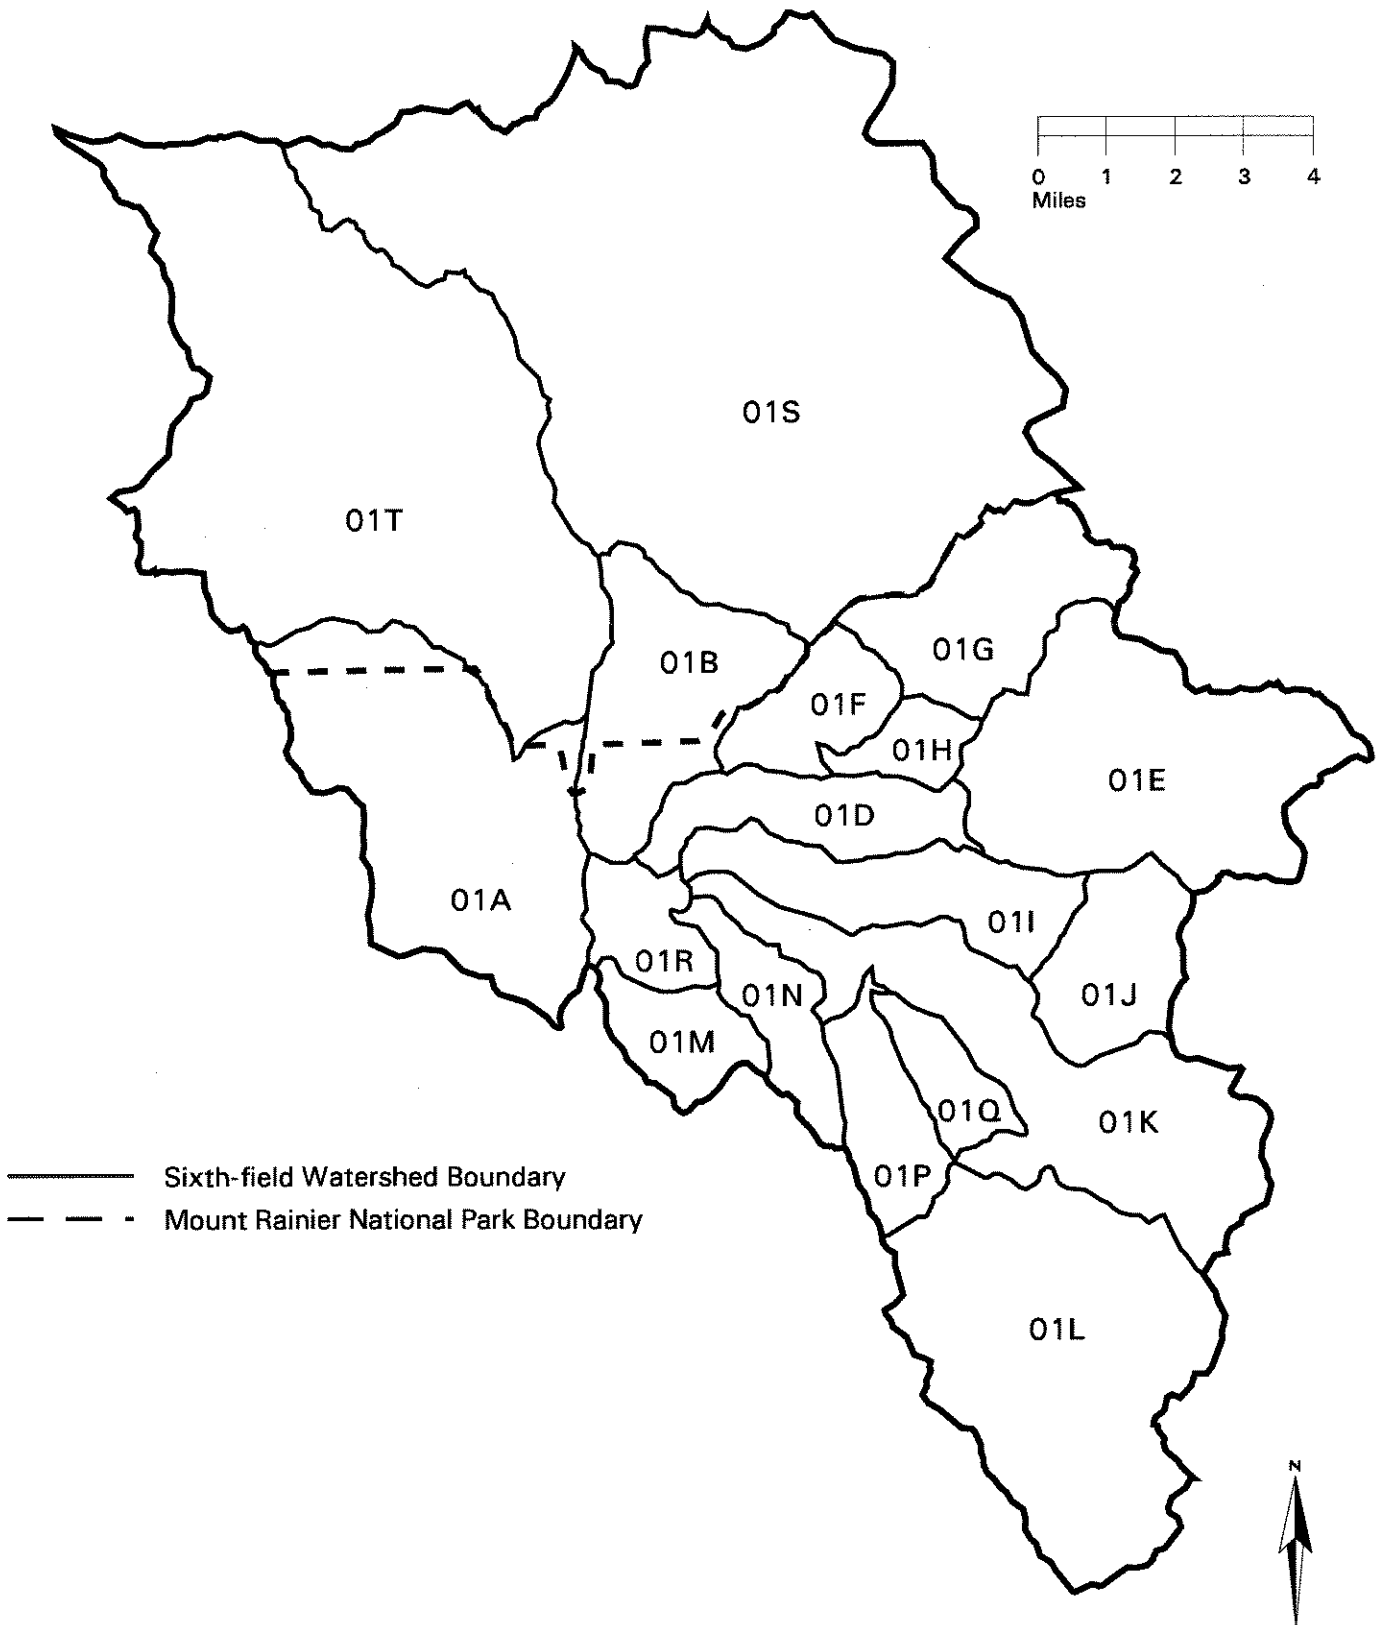 0 1 2 3 4
Miles
01S
01T
01B
01G
01F
01H
01E
01D
01A
01I
01R
01N
01J
01M
01Q
01K
01P
Sixth-field Watershed Boundary
Mount Rainier National Park Boundary
01L
N